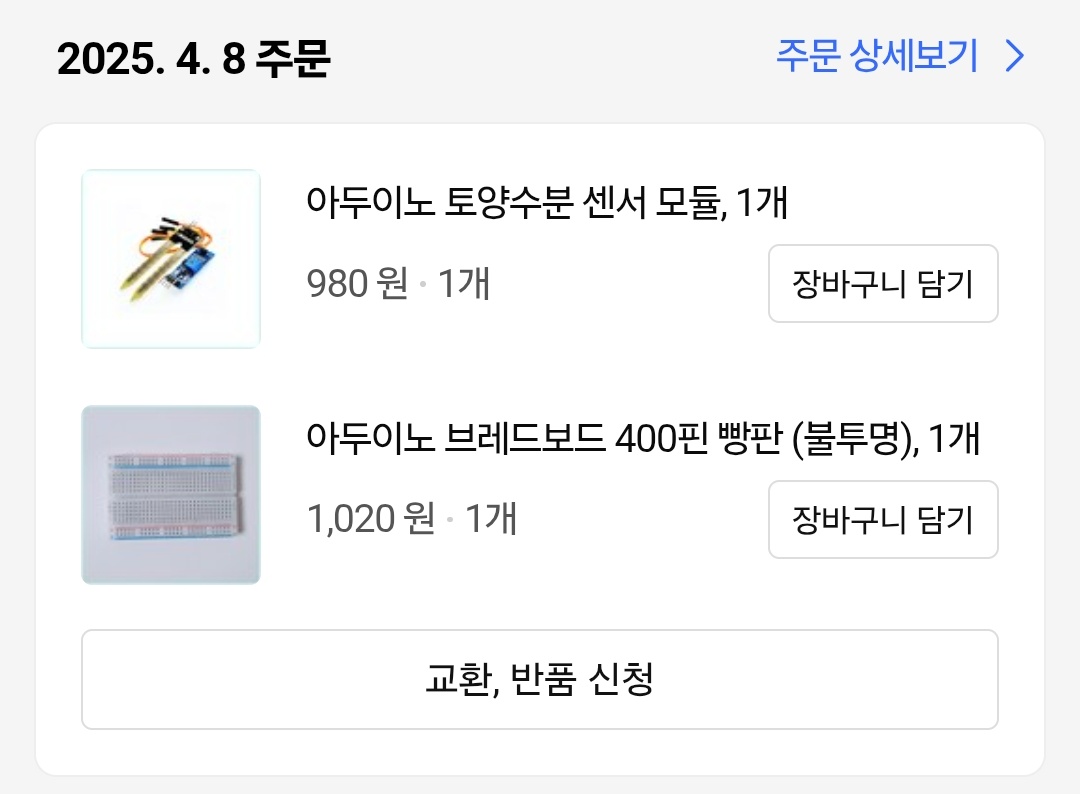 2025. 4. 8 주문
주문 상세보기
아두이노 토양수분 센서 모듈, 1개
980 원 · 1개
장바구니 담기
아두이노 브레드보드 400핀 빵판 (불투명), 1개
1,020 원 · 1개
장바구니 담기
교환, 반품 신청